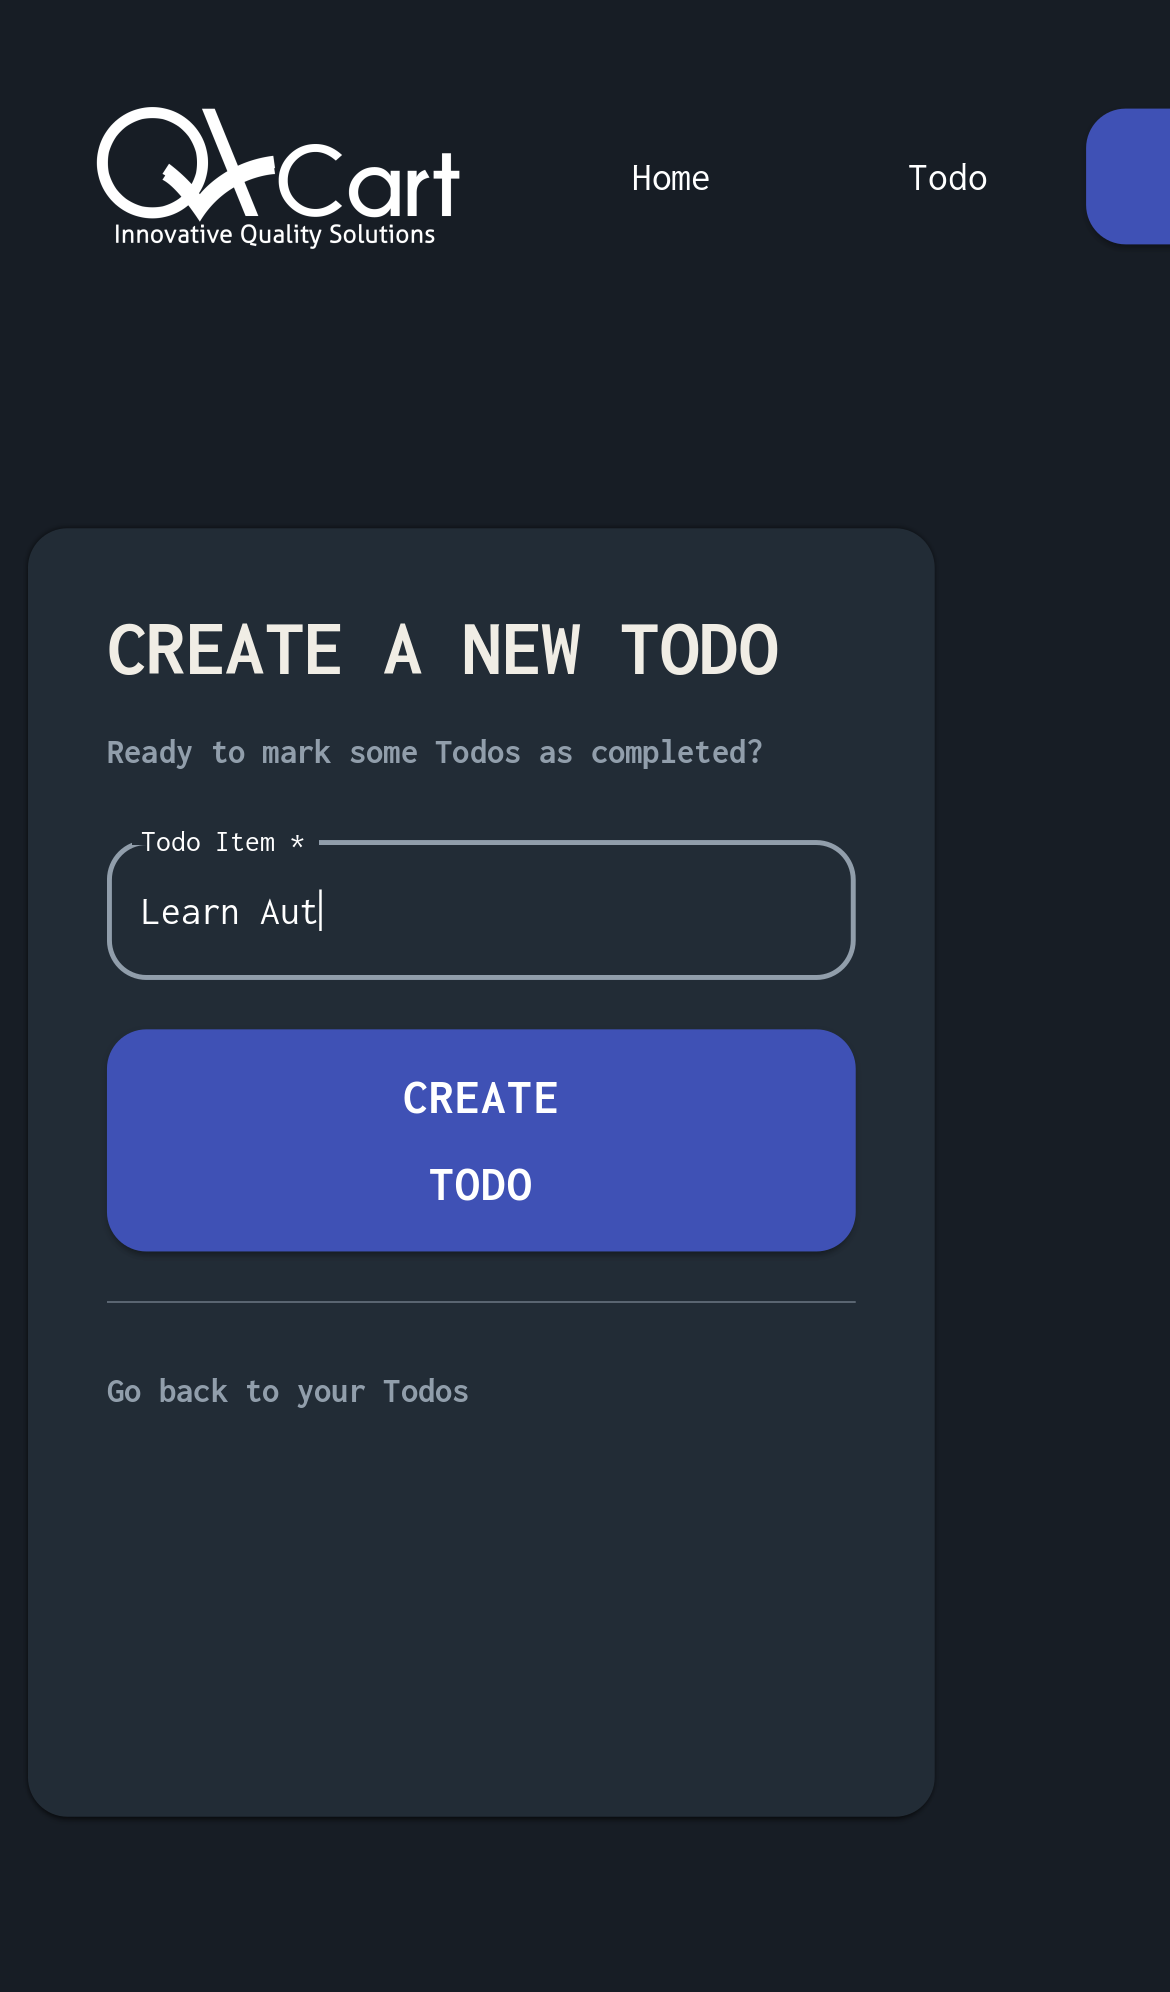 QACart
Innovative Quality Solutions
Home
Todo
CREATE A NEW TODO
Ready to mark some Todos as completed?
Todo Item *
Learn Aut
CREATE
TODO
Go back to your Todos